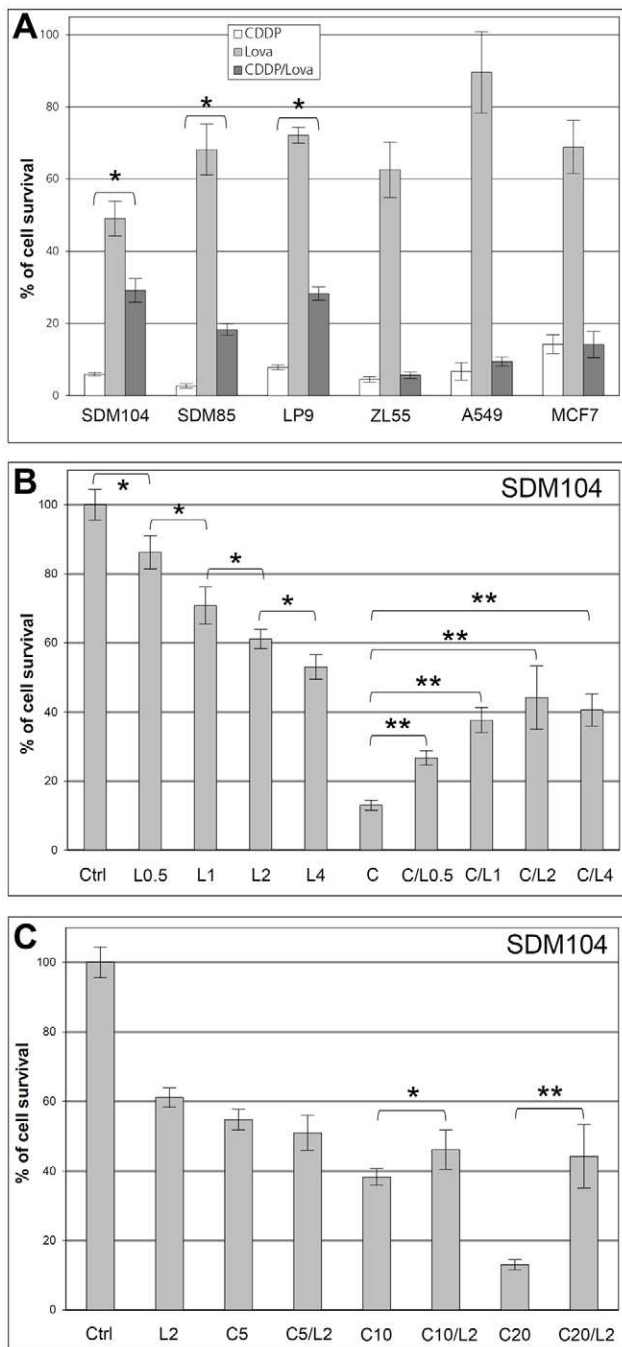 A
CDDP
Lova
CDDP/Lova
% of cell survival
100
80
60
40
20
0
* * *
SDM104 SDM85 LP9 ZL55 A549 MCF7
B
SDM104
% of cell survival
100
80
60
40
20
0
* * * * ** ** ** **
Ctrl L0.5 L1 L2 L4 C C/L0.5 C/L1 C/L2 C/L4
C
SDM104
% of cell survival
100
80
60
40
20
0
* **
Ctrl L2 C5 C5/L2 C10 C10/L2 C20 C20/L2